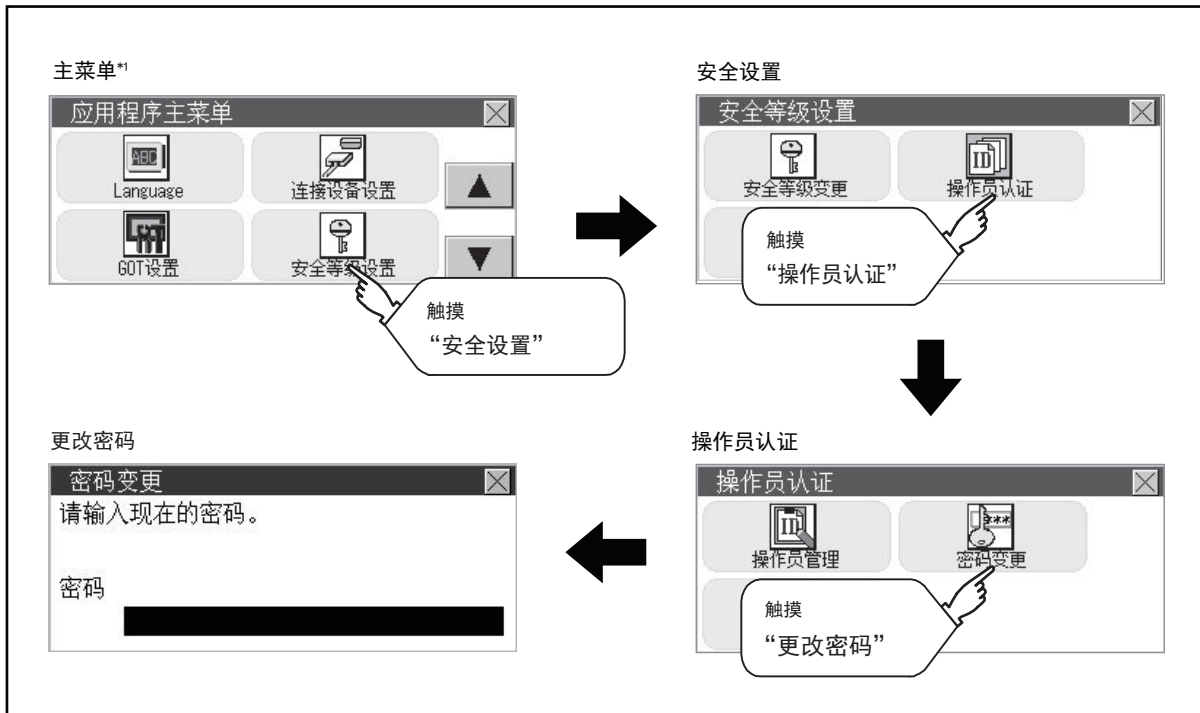 主菜单*1
应用程序主菜单
ABC
Language
连接设备设置
GOT设置
安全等级设置
触摸
“安全设置”
安全设置
安全等级设置
安全等级变更
ID
操作员认证
触摸
“操作员认证”
操作员认证
操作员认证
ID
操作员管理
***
密码变更
触摸
“更改密码”
更改密码
密码变更
请输入现在的密码。
密码